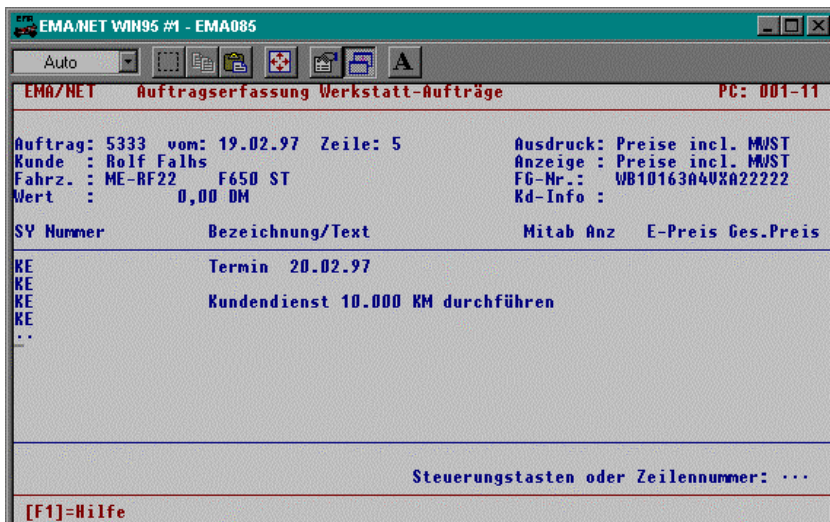 EMA/NET WIN95 #1 - EMA085
Auto
A
EMA/NET Auftragserfassung Werkstatt-Aufträge PC: 001-11
Auftrag: 5333 vom: 19.02.97 Zeile: 5 Ausdruck: Preise incl. MWST
Kunde : Rolf Falhs Anzeige : Preise incl. MWST
Fahrz. : ME-RF22 F650 ST FG-Nr.: WB10163A4VXA22222
Wert : 0,00 DM Kd-Info :
SY Nummer Bezeichnung/Text Mitab Anz E-Preis Ges.Preis
KE Termin 20.02.97
KE
KE Kundendienst 10.000 KM durchführen
KE
..
Steuerungstasten oder Zeilennummer: ...
[F1]=Hilfe